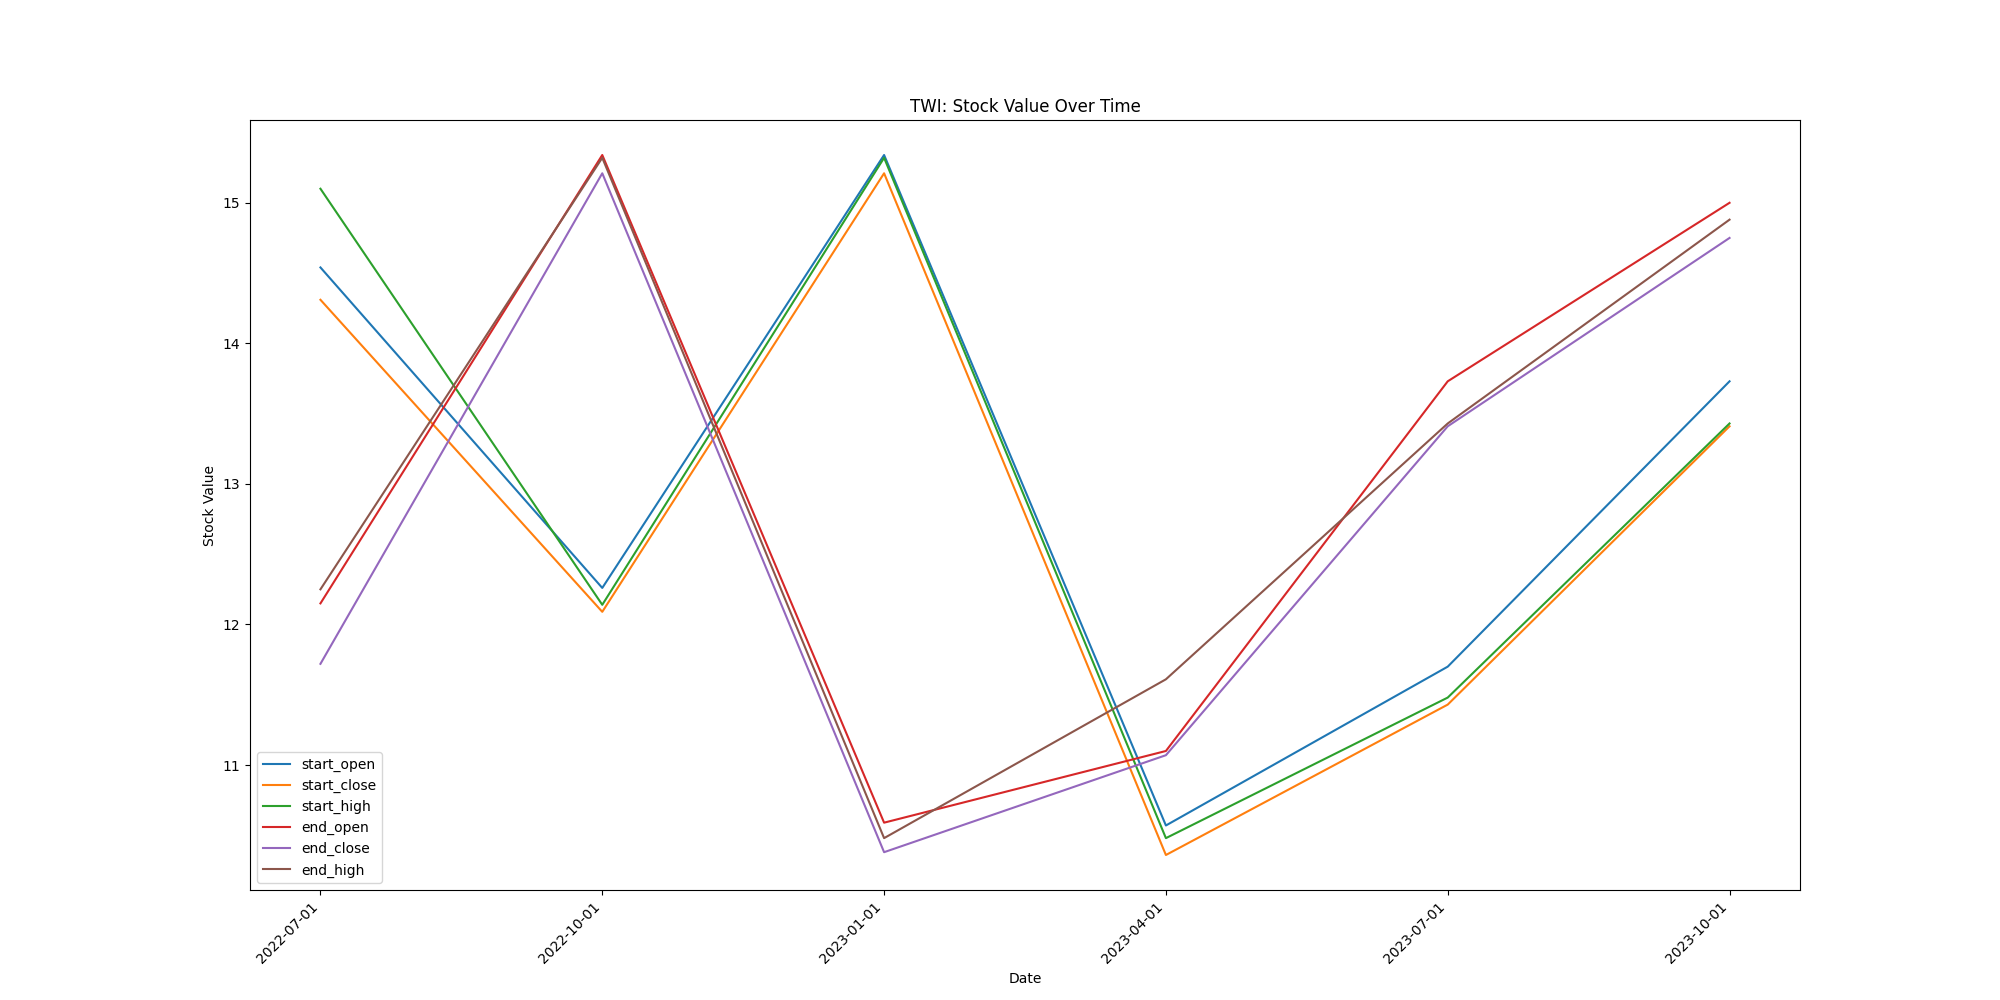 TWI: Stock Value Over Time
Stock Value
15
14
13
12
11
start_open
start_close
start_high
end_open
end_close
end_high
2022-07-01
2022-10-01
2023-01-01
2023-04-01
2023-07-01
2023-10-01
Date